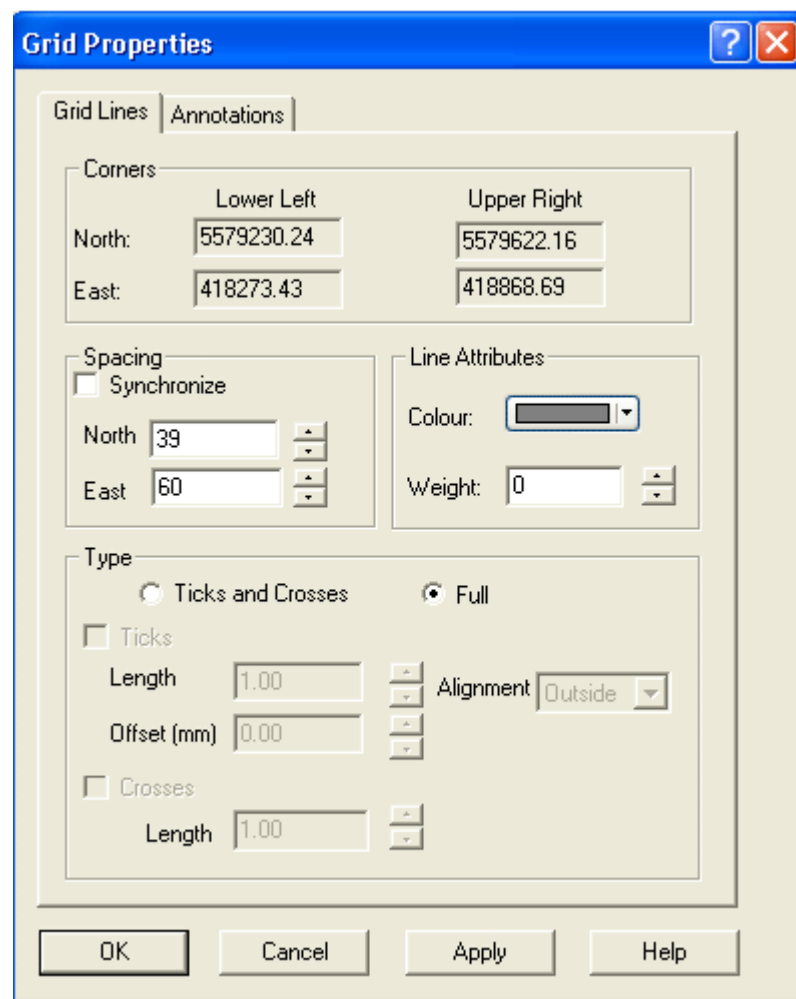 Grid Properties
Grid Lines Annotations
Corners
Lower Left Upper Right
North: 5579230.24 5579622.16
East: 418273.43 418868.69
Spacing Line Attributes
Synchronize
Colour:
North 39
East 60 Weight: 0
Type
Ticks and Crosses Full
Ticks
Length 1.00 Alignment Outside
Offset (mm) 0.00
Crosses
Length 1.00
OK Cancel Apply Help